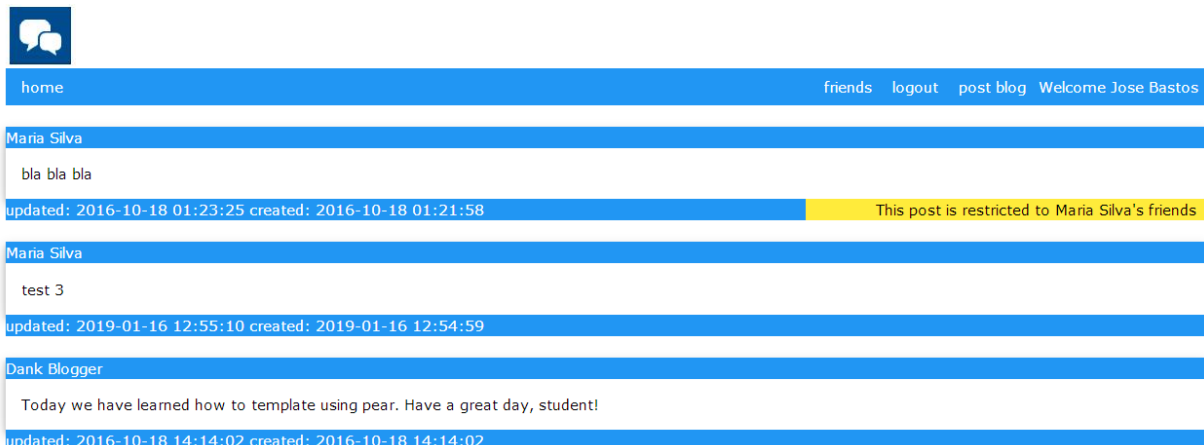 home friends logout post blog Welcome Jose Bastos
Maria Silva
bla bla bla
updated: 2016-10-18 01:23:25 created: 2016-10-18 01:21:58 This post is restricted to Maria Silva's friends
Maria Silva
test 3
updated: 2019-01-16 12:55:10 created: 2019-01-16 12:54:59
Dank Blogger
Today we have learned how to template using pear. Have a great day, student!
updated: 2016-10-18 14:14:02 created: 2016-10-18 14:14:02